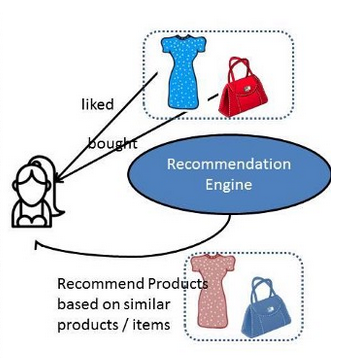 liked
bought
Recommendation
Engine
Recommend Products
based on similar
products / items